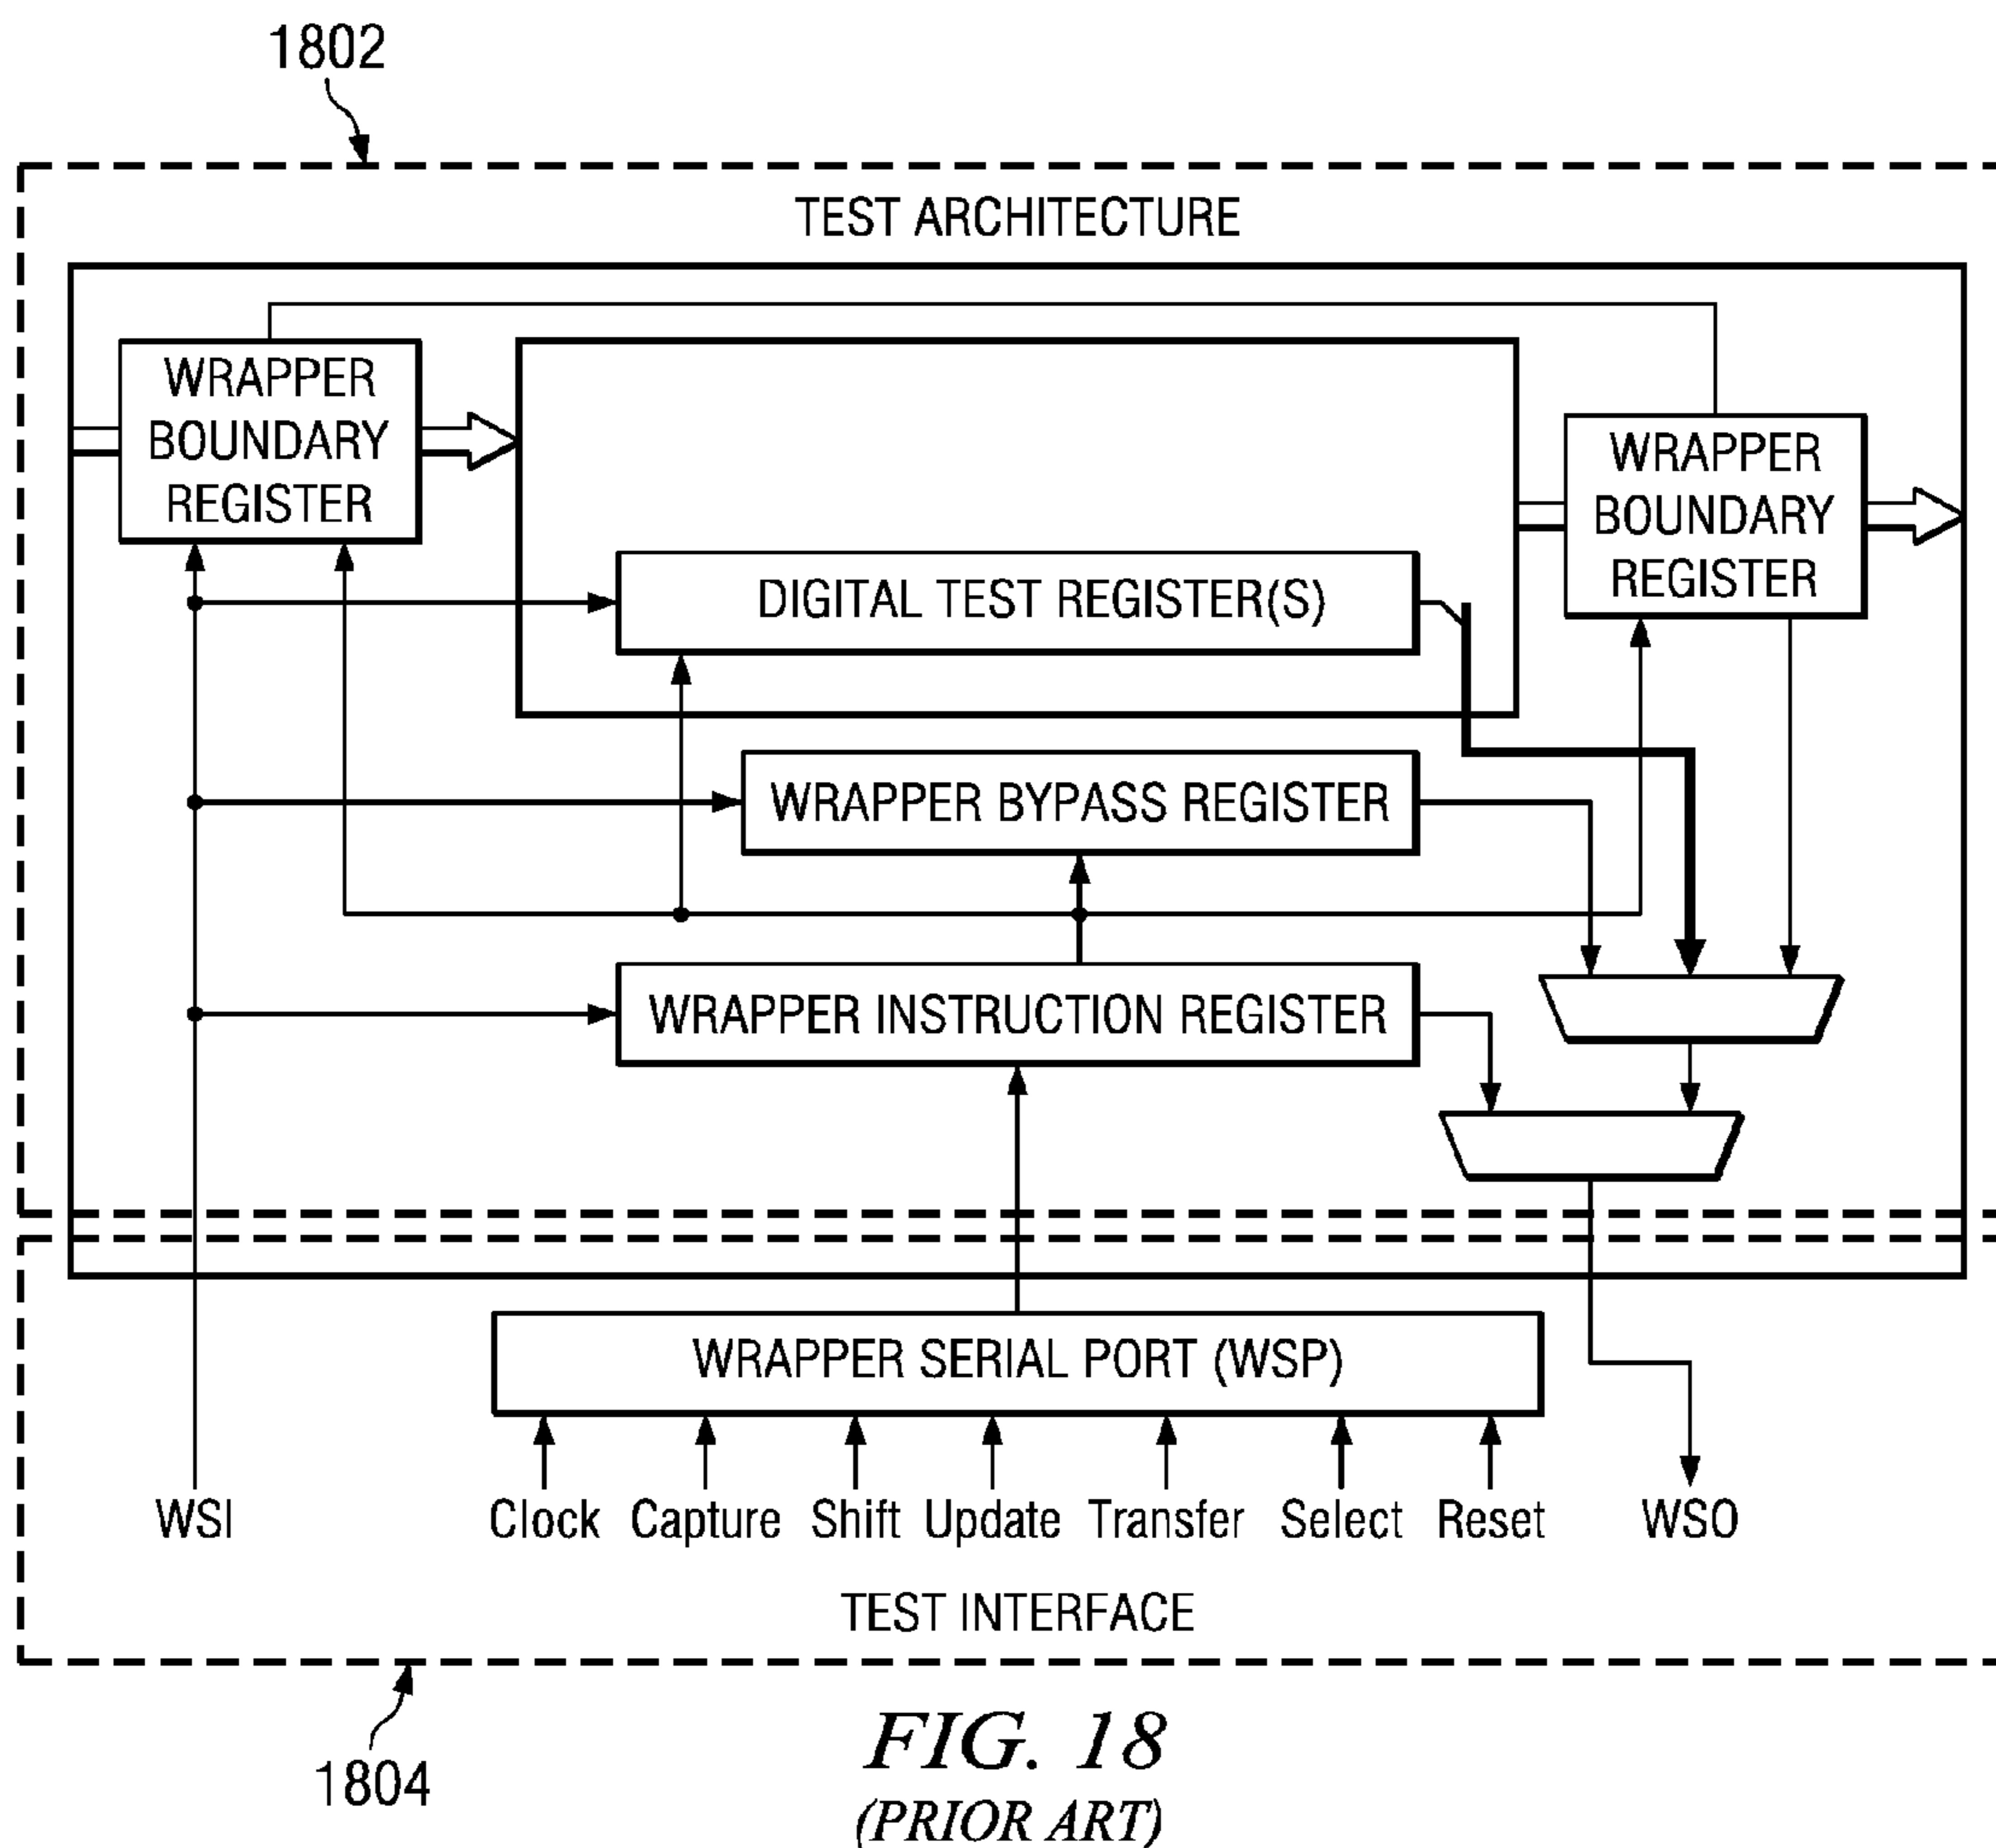 1802
TEST ARCHITECTURE
WRAPPER
BOUNDARY
REGISTER
WRAPPER
BOUNDARY
REGISTER
DIGITAL TEST REGISTER(S)
WRAPPER BYPASS REGISTER
WRAPPER INSTRUCTION REGISTER
WRAPPER SERIAL PORT (WSP)
WSI Clock Capture Shift Update Transfer Select Reset WSO
TEST INTERFACE
1804
FIG. 18
(PRIOR ART)